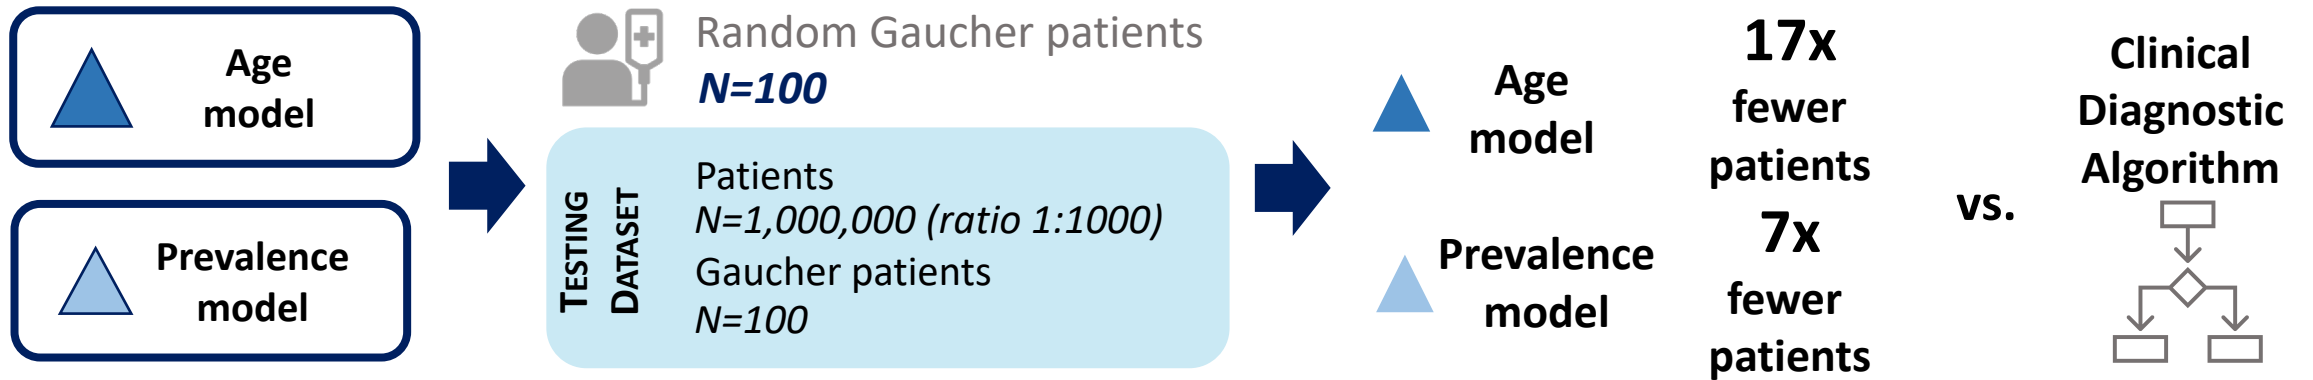 Age
model
Prevalence
model
Random Gaucher patients
N=100
TESTING
DATASET
Patients
N=1,000,000 (ratio 1:1000)
Gaucher patients
N=100
Age
model
17x
fewer
patients
Prevalence
model
7x
fewer
patients
vs.
Clinical
Diagnostic
Algorithm